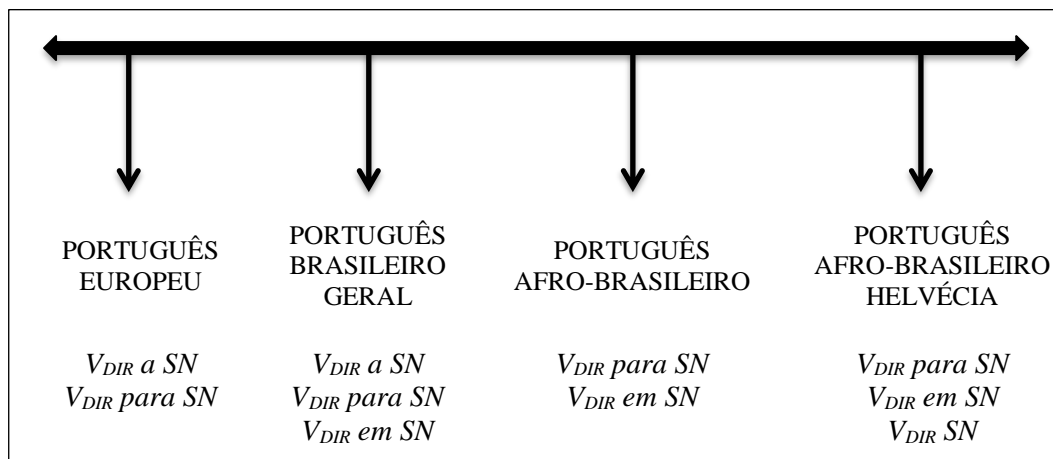 PORTUGUÊS
EUROPEU
V_DIR a SN
V_DIR para SN
PORTUGUÊS
BRASILEIRO
GERAL
V_DIR a SN
V_DIR para SN
V_DIR em SN
PORTUGUÊS
AFRO-BRASILEIRO
V_DIR para SN
V_DIR em SN
PORTUGUÊS
AFRO-BRASILEIRO
HELVÉCIA
V_DIR para SN
V_DIR em SN
V_DIR SN